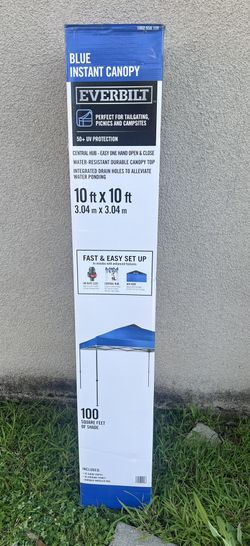 BLUE
INSTANT CANOPY
EVERBILT
PERFECT FOR TAILGATING,
PICNICS AND CAMPSITES
50+ UV PROTECTION
CENTRAL HUB - EASY ONE HAND OPEN & CLOSE
WATER-RESISTANT DURABLE CANOPY TOP
INTEGRATED DRAIN HOLES TO ALLEVIATE
WATER PONDING
10 ft x 10 ft
3.04 m x 3.04 m
FAST & EASY SET UP
CENTRAL HUB
100
SQUARE FEET
OF SHADE
INCLUDES: